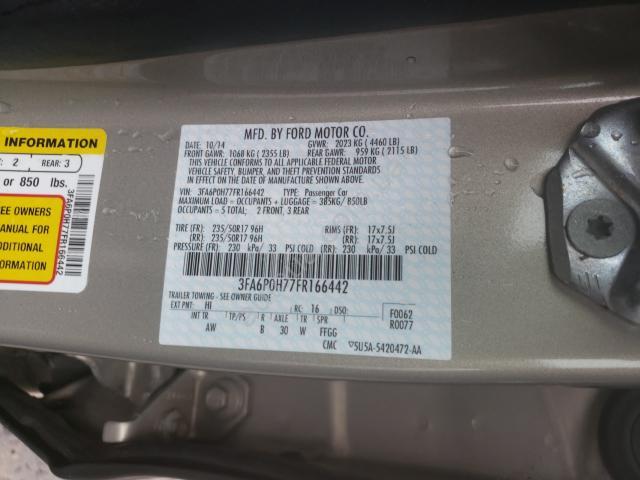 MFD. BY FORD MOTOR CO.
DATE: 10/14 GVWR: 2023 KG ( 4460 LB)
FRONT GAWR: 1068 KG ( 2355 LB) REAR GAWR: 959 KG ( 2115 LB)
THIS VEHICLE CONFORMS TO ALL APPLICABLE FEDERAL MOTOR
VEHICLE SAFETY, BUMPER, AND THEFT PREVENTION STANDARDS
IN EFFECT ON THE DATE OF MANUFACTURE SHOWN ABOVE.
VIN: 3FA6P0H77FR166442 TYPE: Passenger Car
MAXIMUM LOAD = OCCUPANTS + LUGGAGE = 385KG/ 850LB
OCCUPANTS = 5 TOTAL: 2 FRONT, 3 REAR
TIRE (FR): 235/50R17 96H RIMS (FR): 17x7.5J
(RR): 235/50R17 96H (RR): 17x7.5J
PRESSURE (FR): 230 kPa/ 33 PSI COLD (RR): 230 kPa/ 33 PSI COLD
3FA6P0H77FR166442
TRAILER TOWING - SEE OWNER GUIDE
EXT PNT: HI RC: 16 DSO: F0062
INT TR TP/PS R AXLE TR SPR R0077
AW B 30 W FFGG
CMC ▽5U5A-5420472-AA
INFORMATION
2 REAR: 3
or 850 lbs.
SEE OWNERS
MANUAL FOR
ADDITIONAL
INFORMATION
3FA6P0H77FR166442